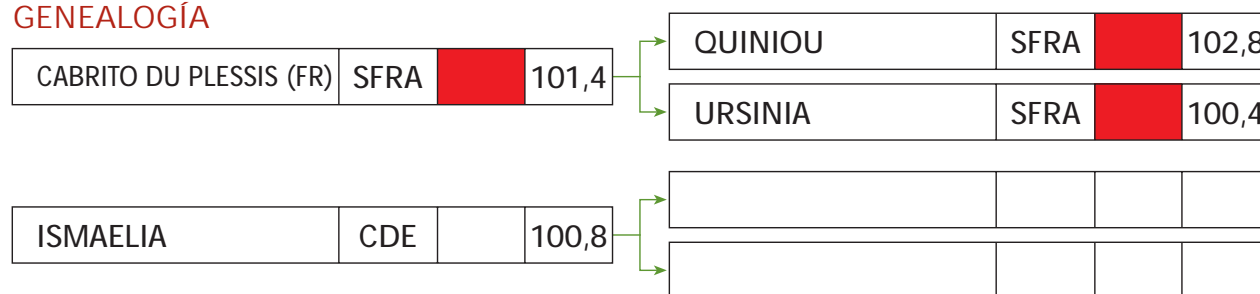 GENEALOGÍA
QUINIOU SFRA 102,8
CABRITO DU PLESSIS (FR) SFRA 101,4
URSINIA SFRA 100,4
ISMAELIA CDE 100,8